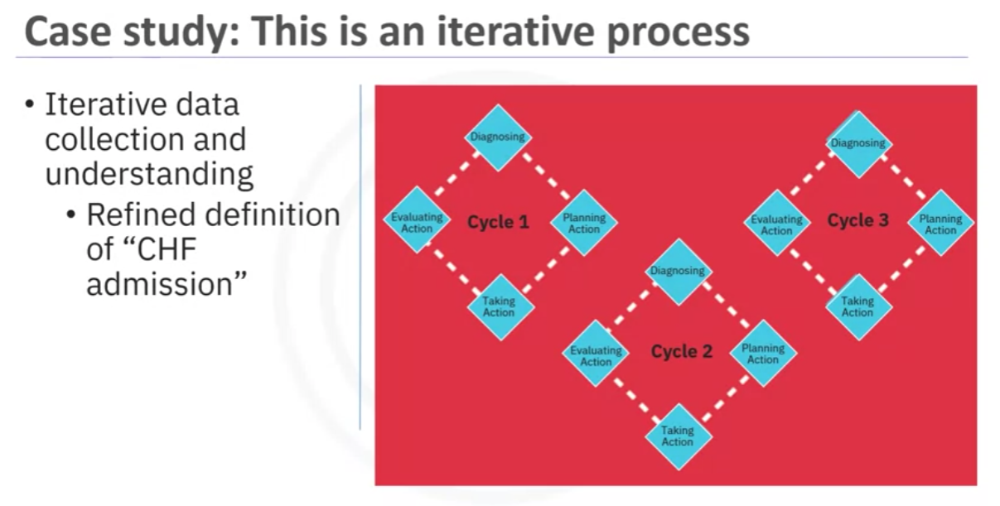 Case study: This is an iterative process
• Iterative data
collection and
understanding
• Refined definition
of “CHF
admission”
Diagnosing
Evaluating
Action
Cycle 1
Planning
Action
Taking
Action
Diagnosing
Evaluating
Action
Cycle 2
Planning
Action
Taking
Action
Diagnosing
Evaluating
Action
Cycle 3
Planning
Action
Taking
Action